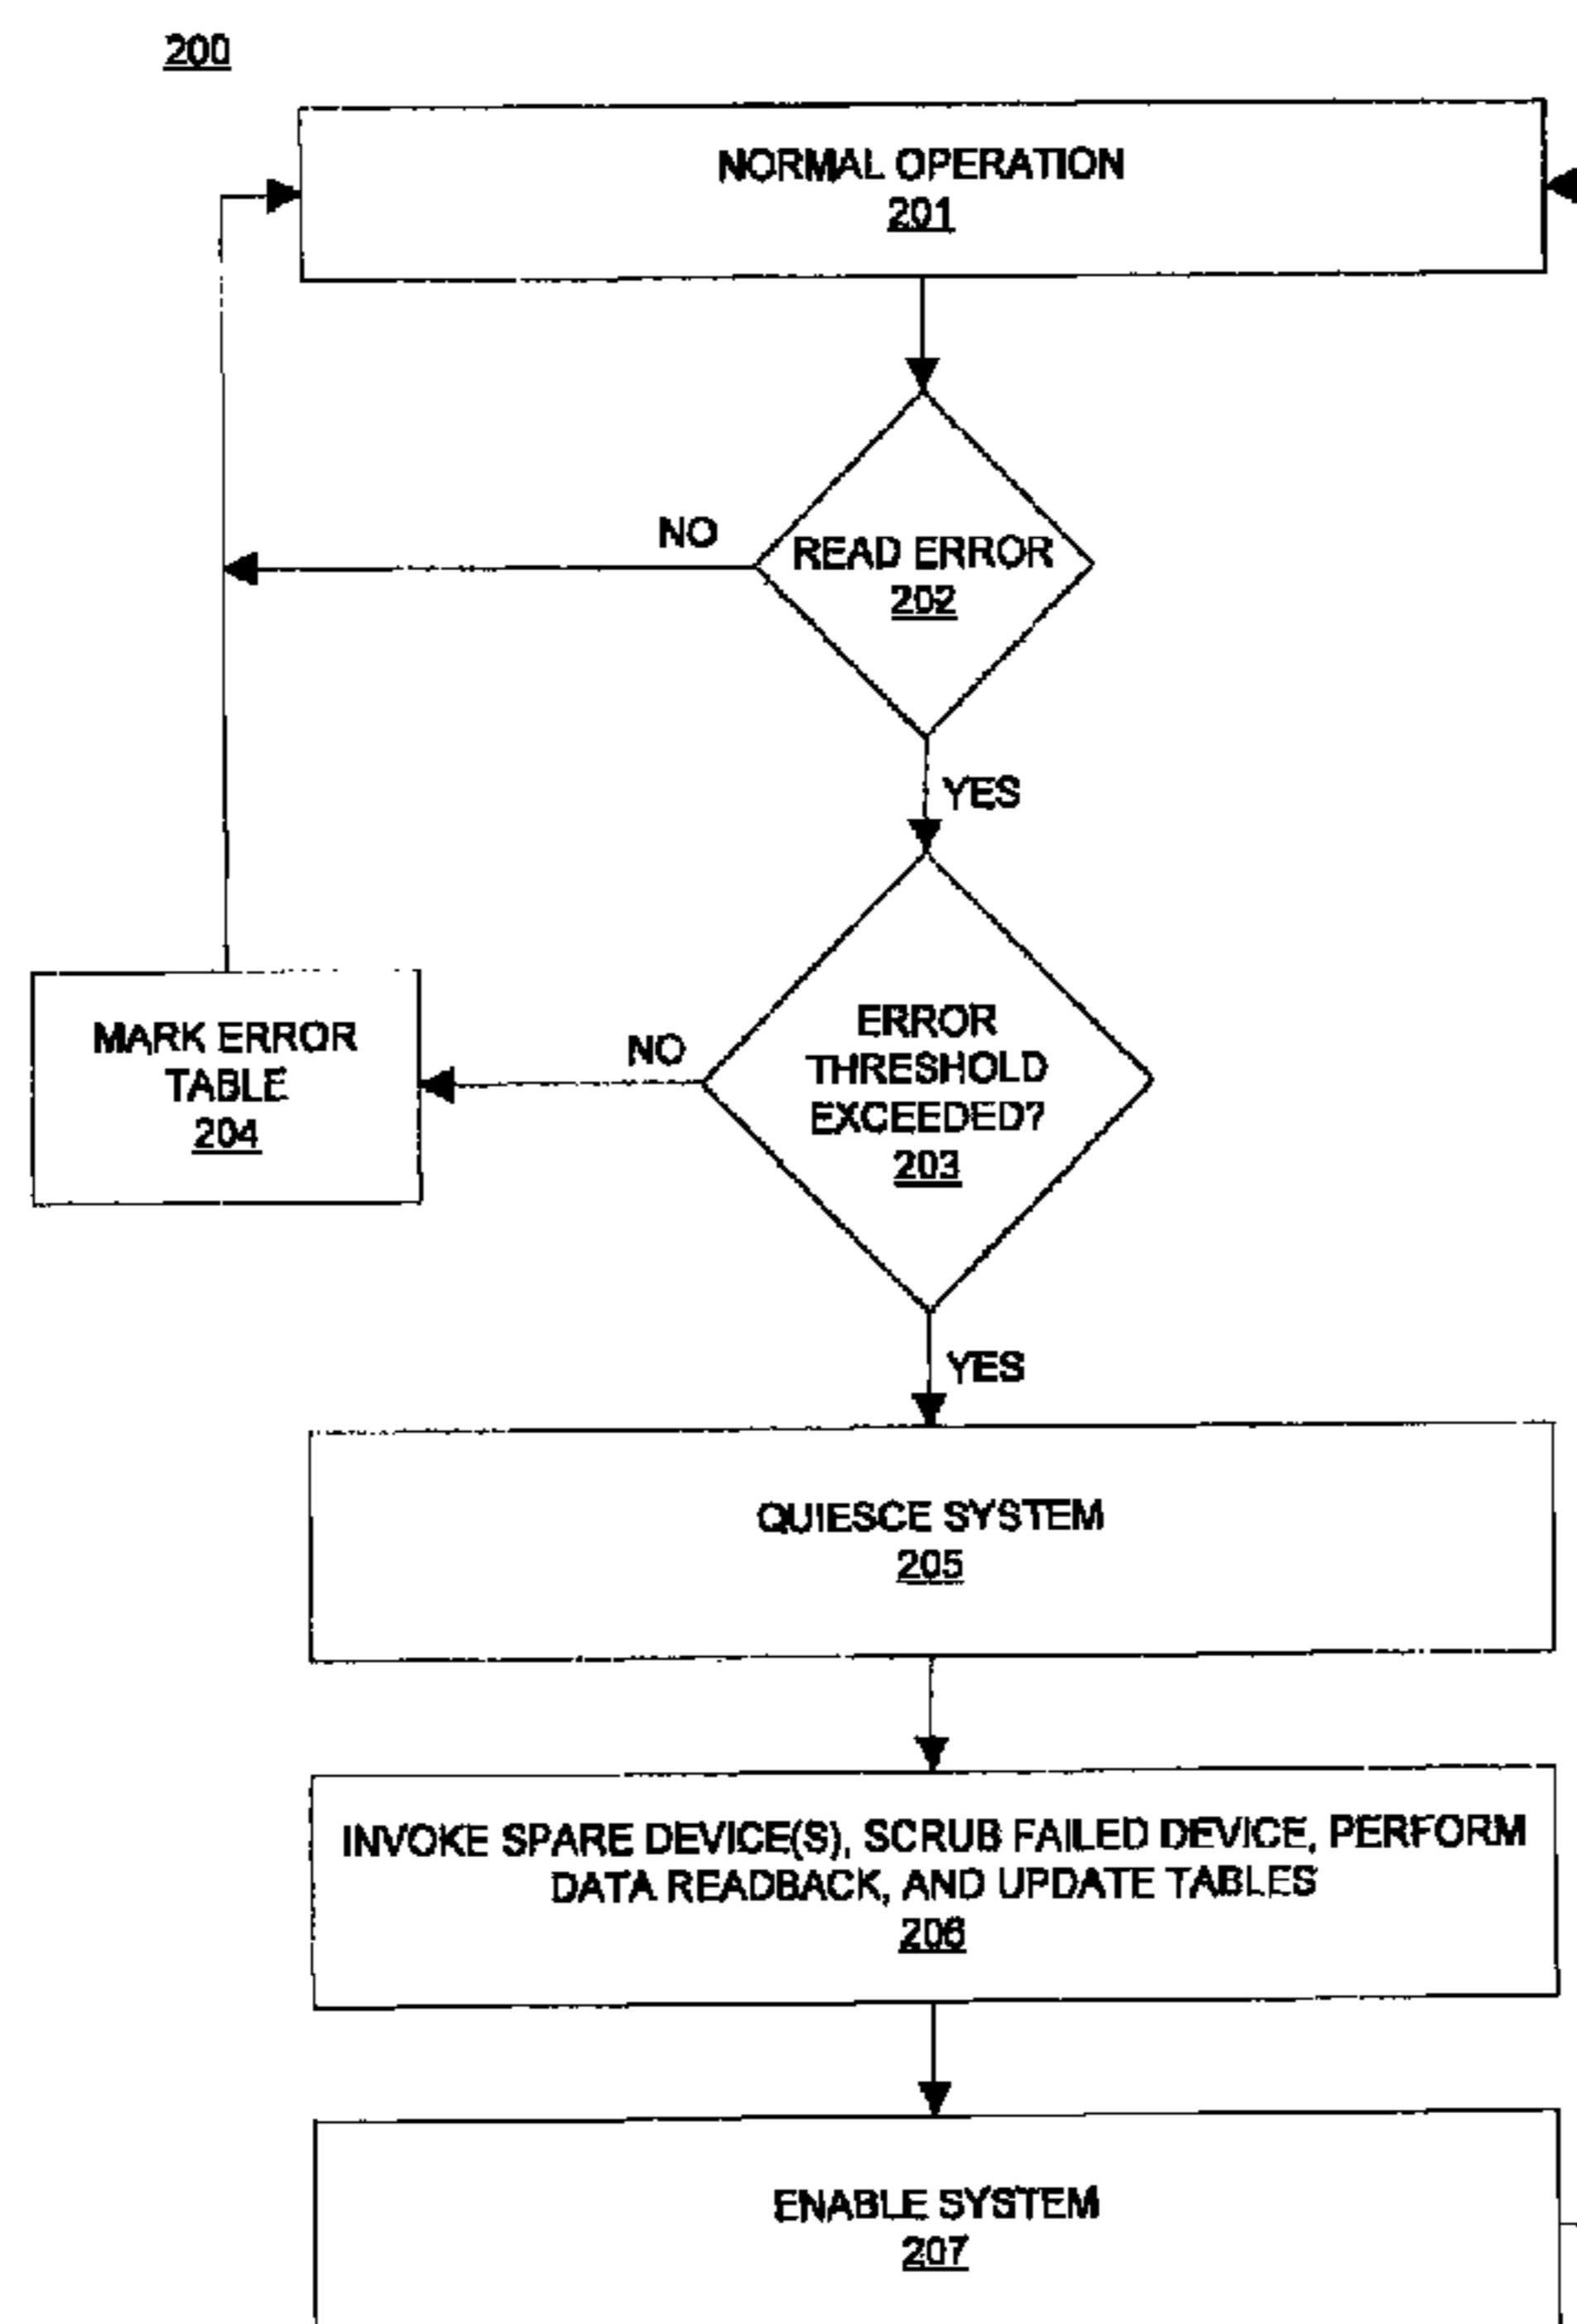 200
NORMAL OPERATION
201
NO
READ ERROR
202
YES
MARK ERROR
TABLE
204
NO
ERROR
THRESHOLD
EXCEEDED?
203
YES
QUIESCE SYSTEM
205
INVOKE SPARE DEVICE(S), SCRUB FAILED DEVICE, PERFORM
DATA READBACK, AND UPDATE TABLES
206
ENABLE SYSTEM
207